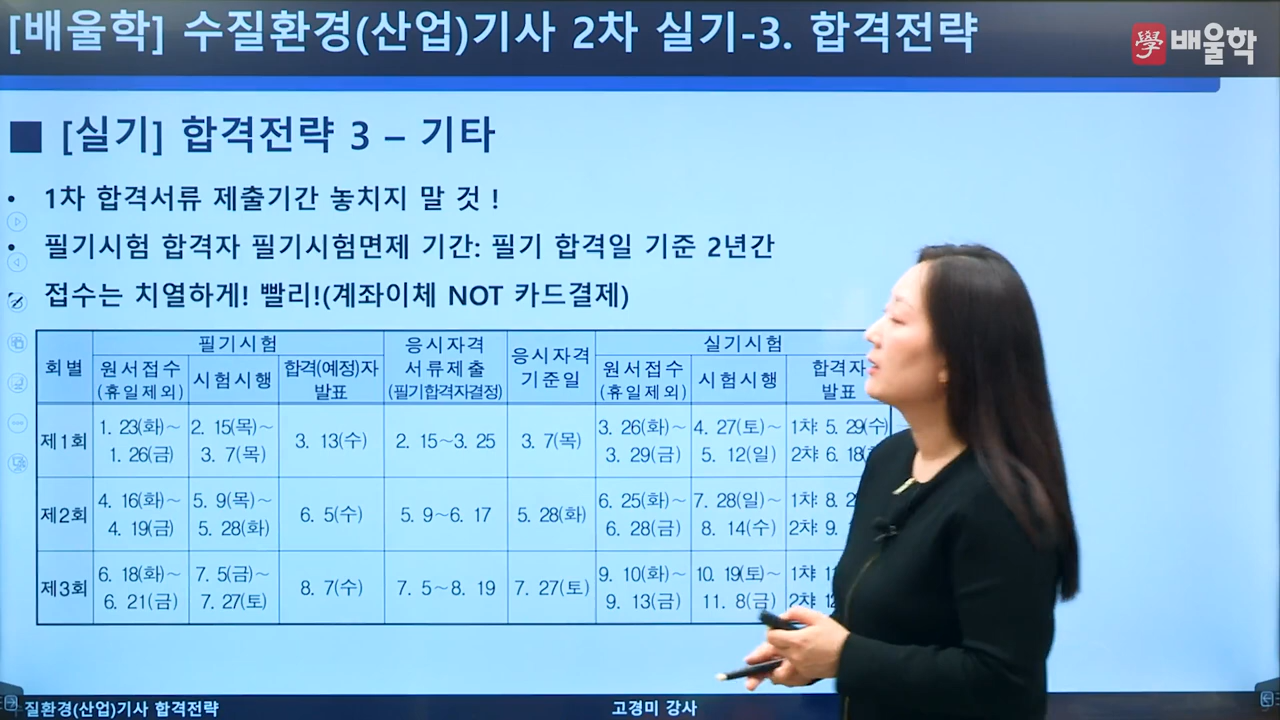 [배울학] 수질환경(산업)기사 2차 실기-3. 합격전략
學 배울학
■ [실기] 합격전략 3 – 기타
• 1차 합격서류 제출기간 놓치지 말 것 !
• 필기시험 합격자 필기시험면제 기간: 필기 합격일 기준 2년간
접수는 치열하게! 빨리!(계좌이체 NOT 카드결제)
회별 필기시험 응시자격 서류제출 (필기합격자결정) 응시자격 기준일 실기시험
원서접수 (휴일제외) 시험시행 합격(예정)자 발표 원서접수 (휴일제외) 시험시행 합격자 발표
제1회 1. 23(화)~ 1. 26(금) 2. 15(목)~ 3. 7(목) 3. 13(수) 2. 15~3. 25 3. 7(목) 3. 26(화)~ 3. 29(금) 4. 27(토)~ 5. 12(일) 1차: 5. 29(수) 2차: 6. 18
제2회 4. 16(화)~ 4. 19(금) 5. 9(목)~ 5. 28(화) 6. 5(수) 5. 9~6. 17 5. 28(화) 6. 25(화)~ 6. 28(금) 7. 28(일)~ 8. 14(수) 1차: 8. 2차: 9.
제3회 6. 18(화)~ 6. 21(금) 7. 5(금)~ 7. 27(토) 8. 7(수) 7. 5~8. 19 7. 27(토) 9. 10(화)~ 9. 13(금) 10. 19(토)~ 11. 8(금) 1차: 2차:
질환경(산업)기사 합격전략
고경미 강사